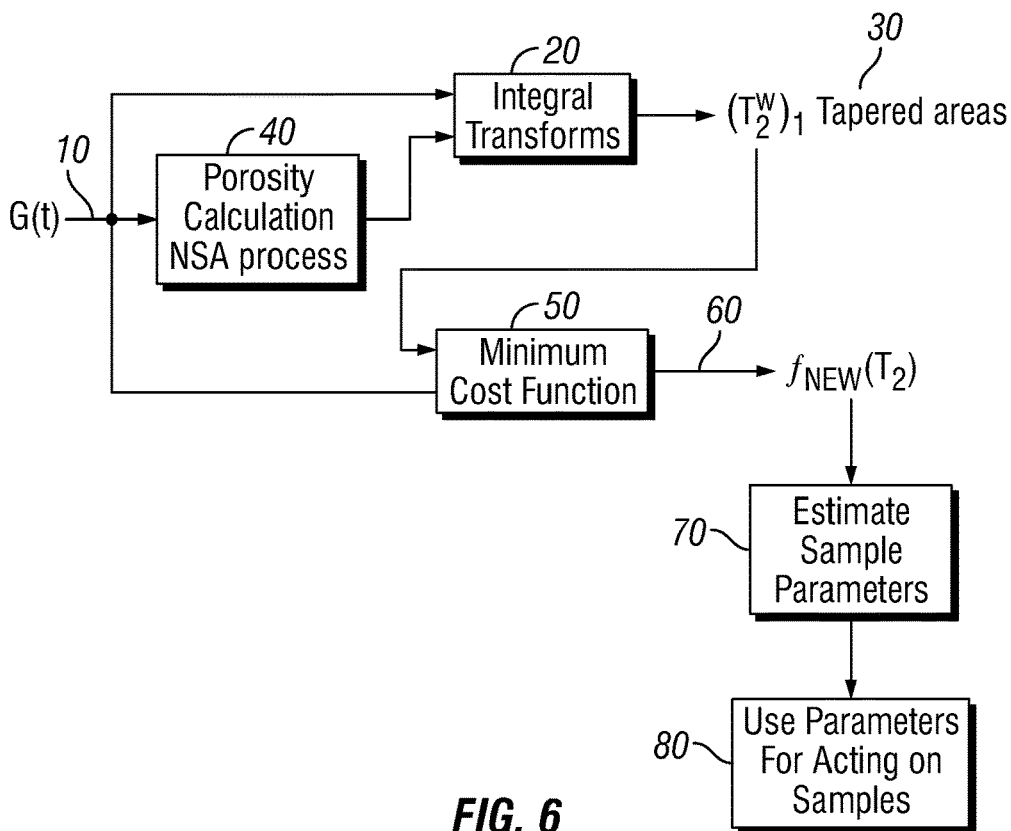 30
20
Integral
Transforms
(T₂ᵂ)₁ Tapered areas
10
40
G(t)
Porosity
Calculation
NSA process
50
Minimum
Cost Function
60
fNEW(T₂)
70
Estimate
Sample
Parameters
80
Use Parameters
For Acting on
Samples
FIG. 6